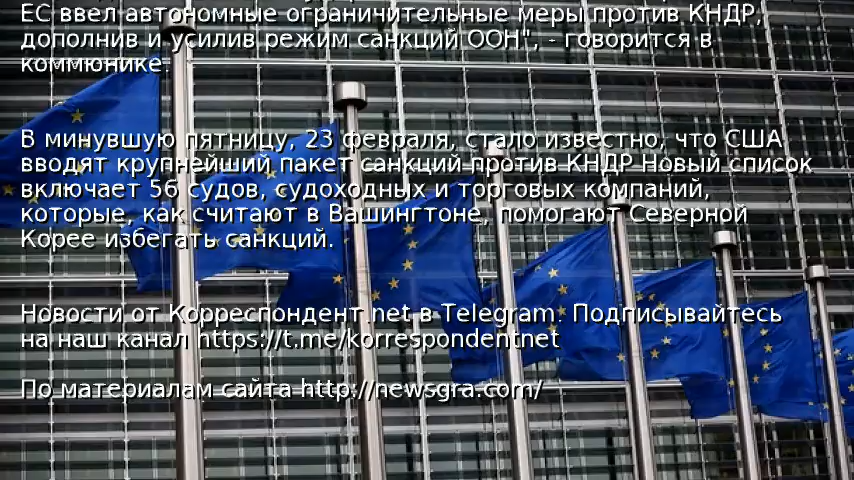 ЕС ввел автономные ограничительные меры против КНДР,
дополнив и усилив режим санкций ООН", - говорится в
коммюнике.
В минувшую пятницу, 23 февраля, стало известно, что США
вводят крупнейший пакет санкций против КНДР Новый список
включает 56 судов, судоходных и торговых компаний,
которые, как считают в Вашингтоне, помогают Северной
Корее избегать санкций.
Новости от Корреспондент.net в Telegram. Подписывайтесь
на наш канал https://t.me/korrespondentnet
По материалам сайта http://newsgra.com/